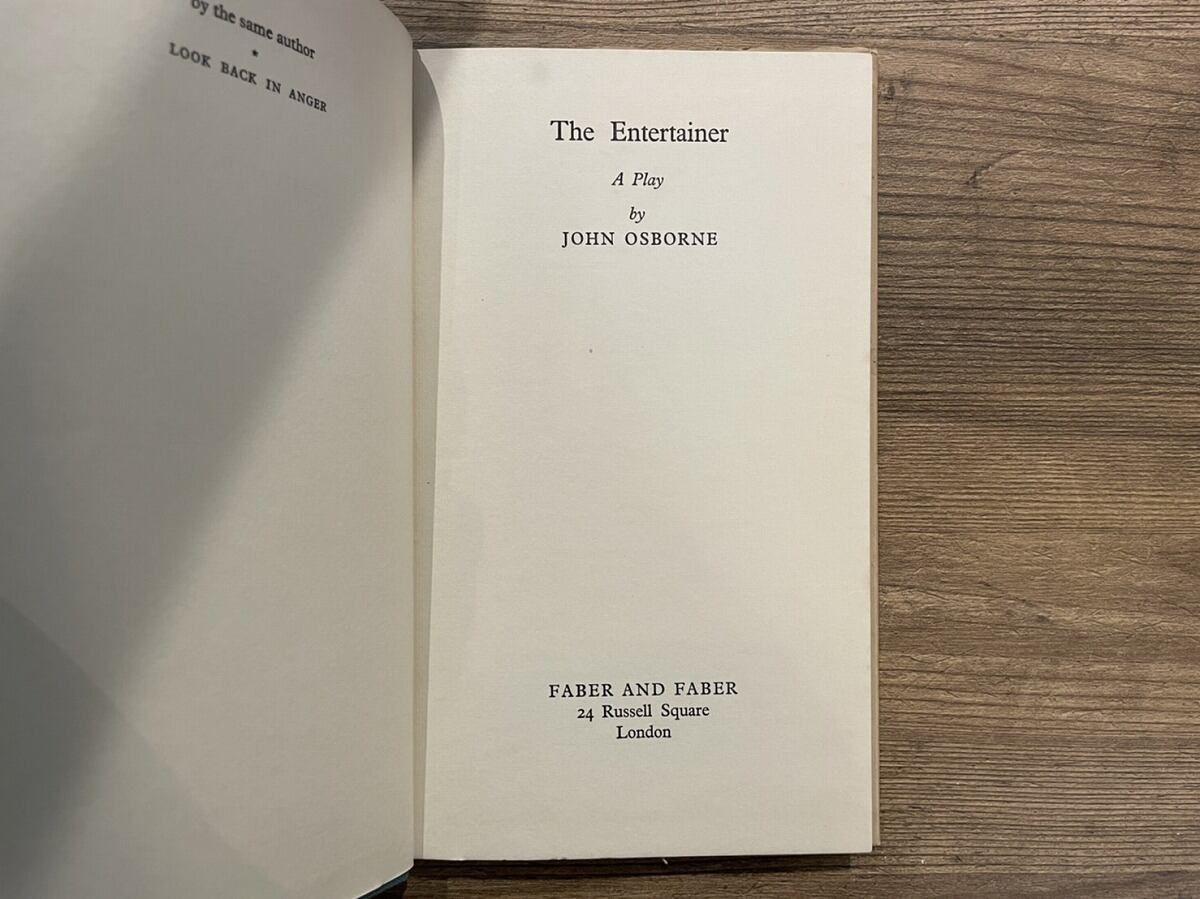 by the same author
*
LOOK BACK IN ANGER
The Entertainer
A Play
by
JOHN OSBORNE
FABER AND FABER
24 Russell Square
London